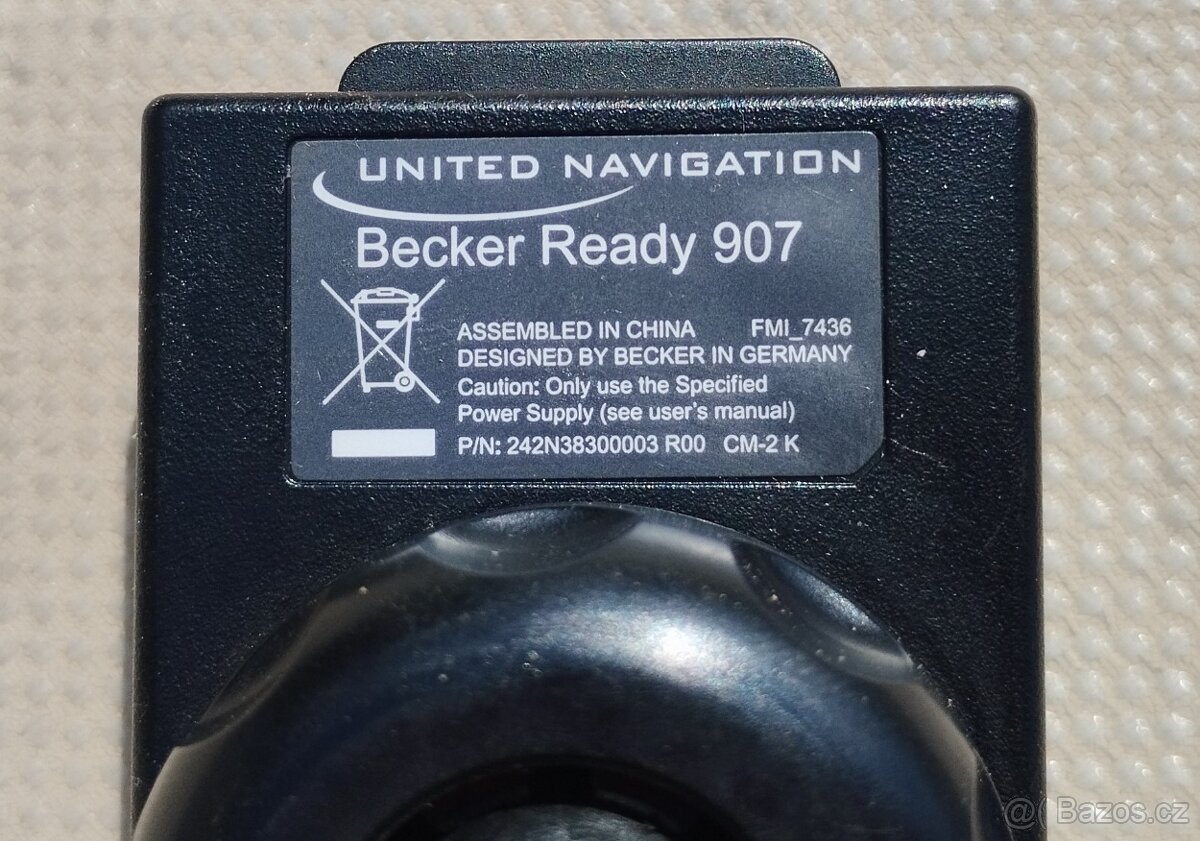 UNITED NAVIGATION
Becker Ready 907
ASSEMBLED IN CHINA FMI_7436
DESIGNED BY BECKER IN GERMANY
Caution: Only use the Specified
Power Supply (see user's manual)
P/N: 242N38300003 R00 CM-2 K
@( Bazos.cz